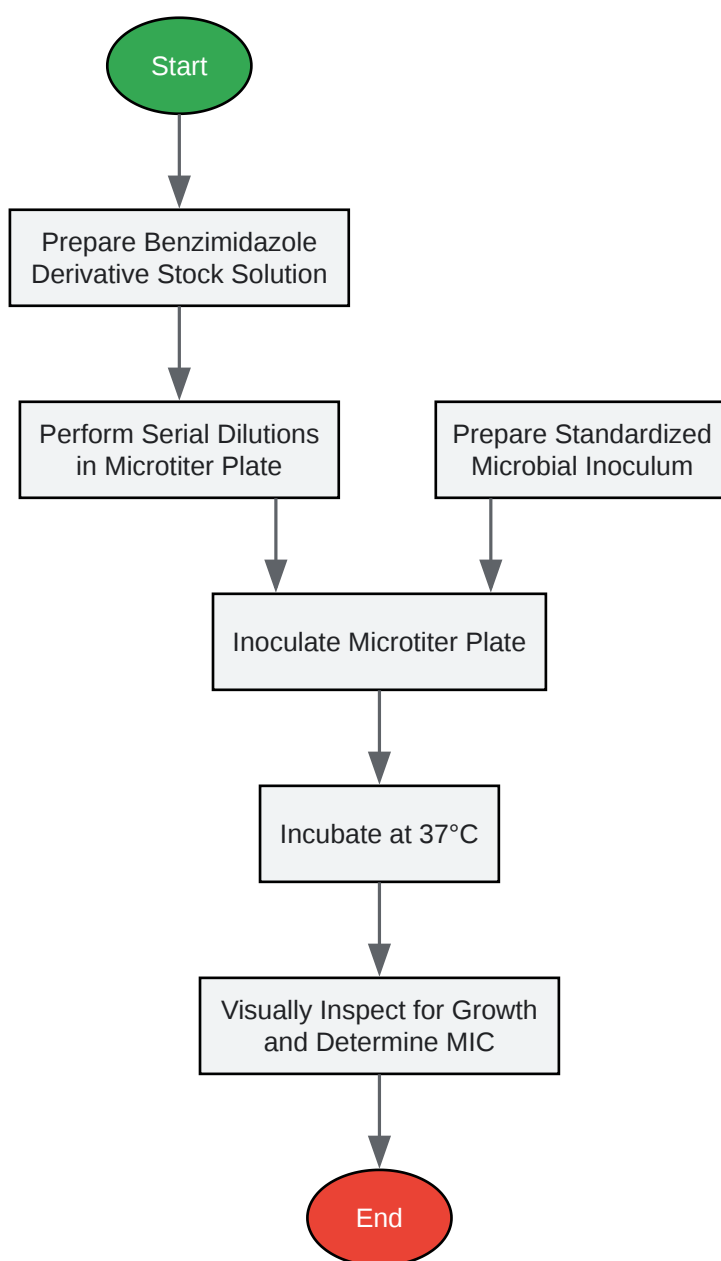 Start
Prepare Benzimidazole
Derivative Stock Solution
Perform Serial Dilutions
in Microtiter Plate
Prepare Standardized
Microbial Inoculum
Inoculate Microtiter Plate
Incubate at 37°C
Visually Inspect for Growth
and Determine MIC
End